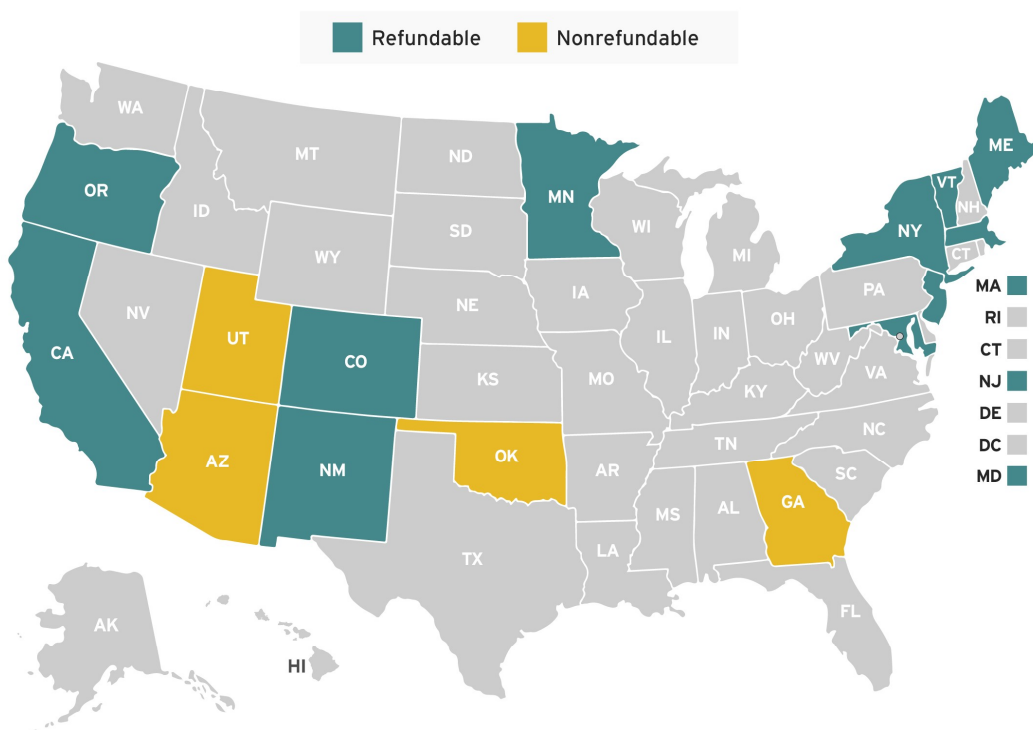 Refundable Nonrefundable
WA
MT
ND
MN
ME
OR
ID
SD
WI
VT
NH
NY
WY
MI
CT
NV
NE
IA
PA
MA
RI
CT
NJ
DE
DC
MD
CA
UT
CO
KS
MO
IL
IN
OH
WV
VA
KY
AZ
NM
OK
AR
TN
NC
SC
MS
AL
GA
TX
LA
FL
AK
HI